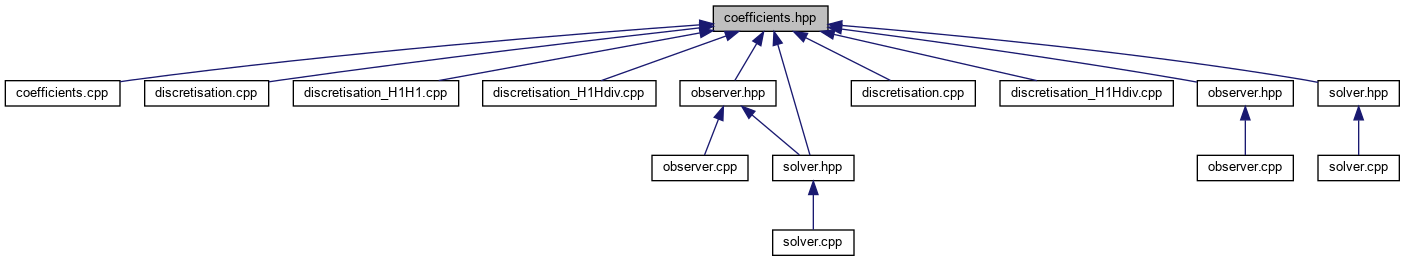 coefficients.hpp
coefficients.cpp
discretisation.cpp
discretisation_H1H1.cpp
discretisation_H1Hdiv.cpp
observer.hpp
discretisation.cpp
discretisation_H1Hdiv.cpp
observer.hpp
solver.hpp
observer.cpp
solver.hpp
observer.cpp
solver.cpp
solver.cpp